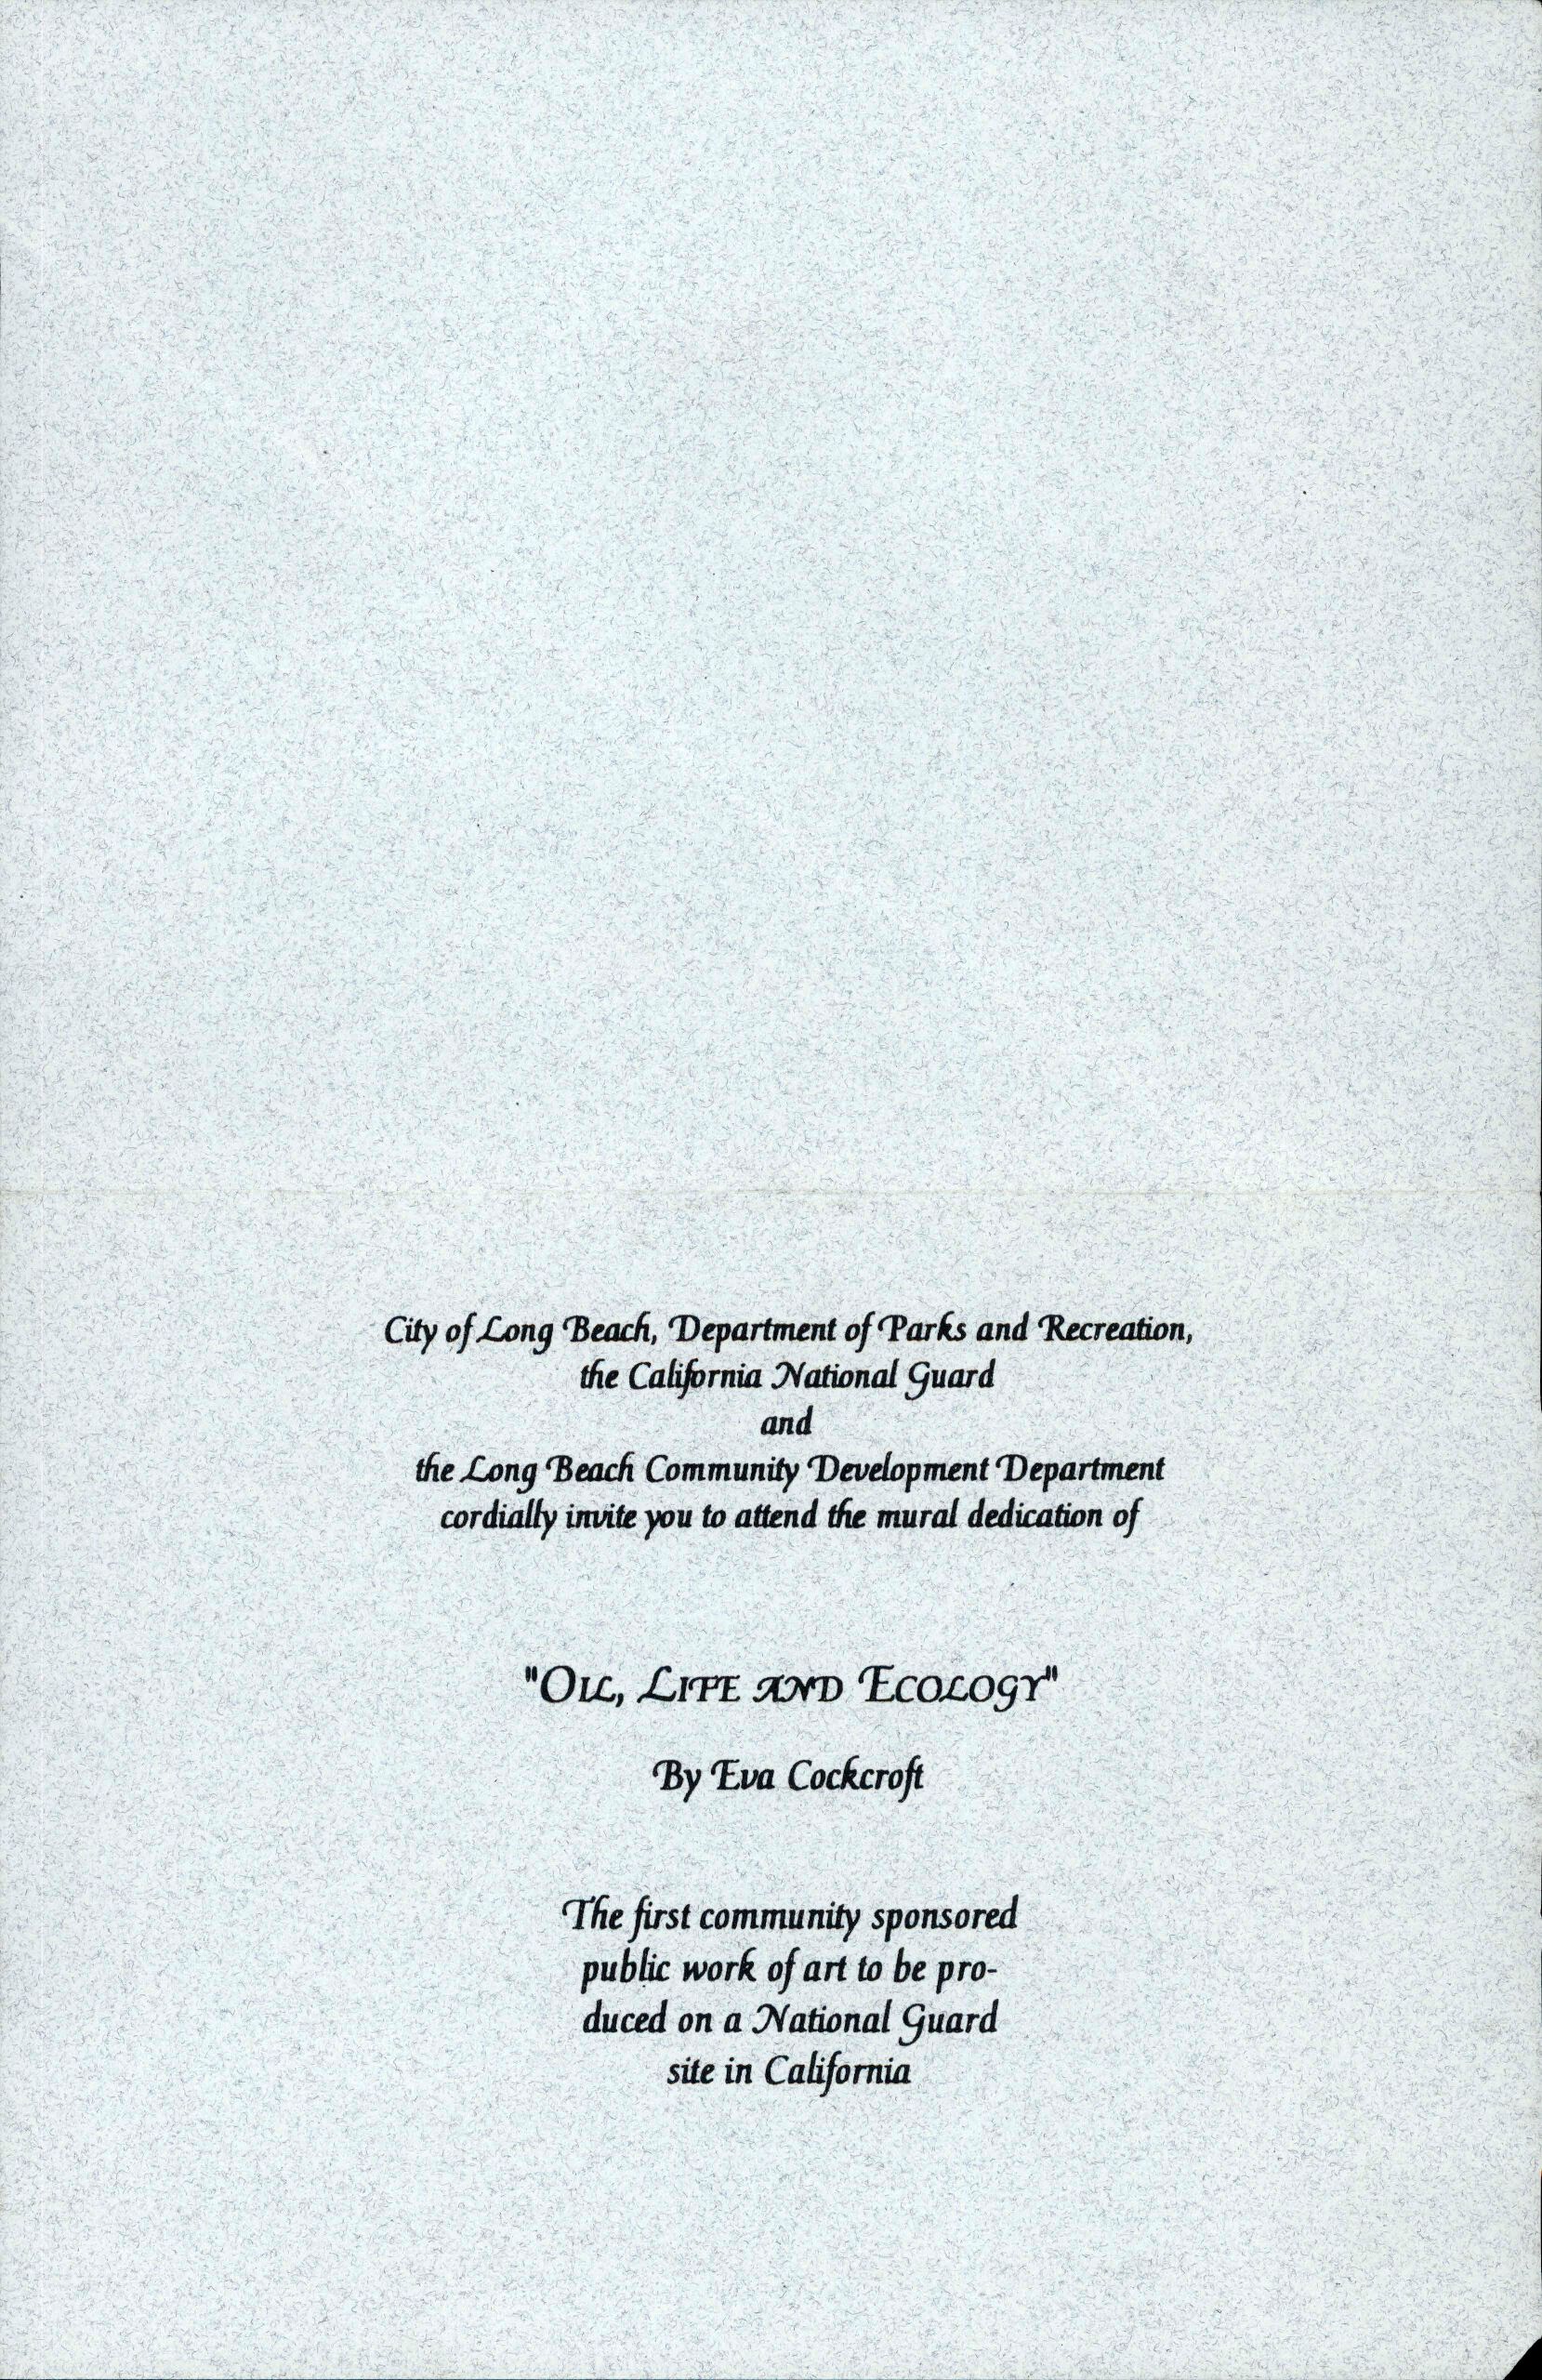 City of Long Beach, Department of Parks and Recreation,
the California National Guard
and
the Long Beach Community Development Department
cordially invite you to attend the mural dedication of
"OIL, LIFE AND ECOLOGY"
By Eva Cockcroft
The first community sponsored
public work of art to be pro-
duced on a National Guard
site in California